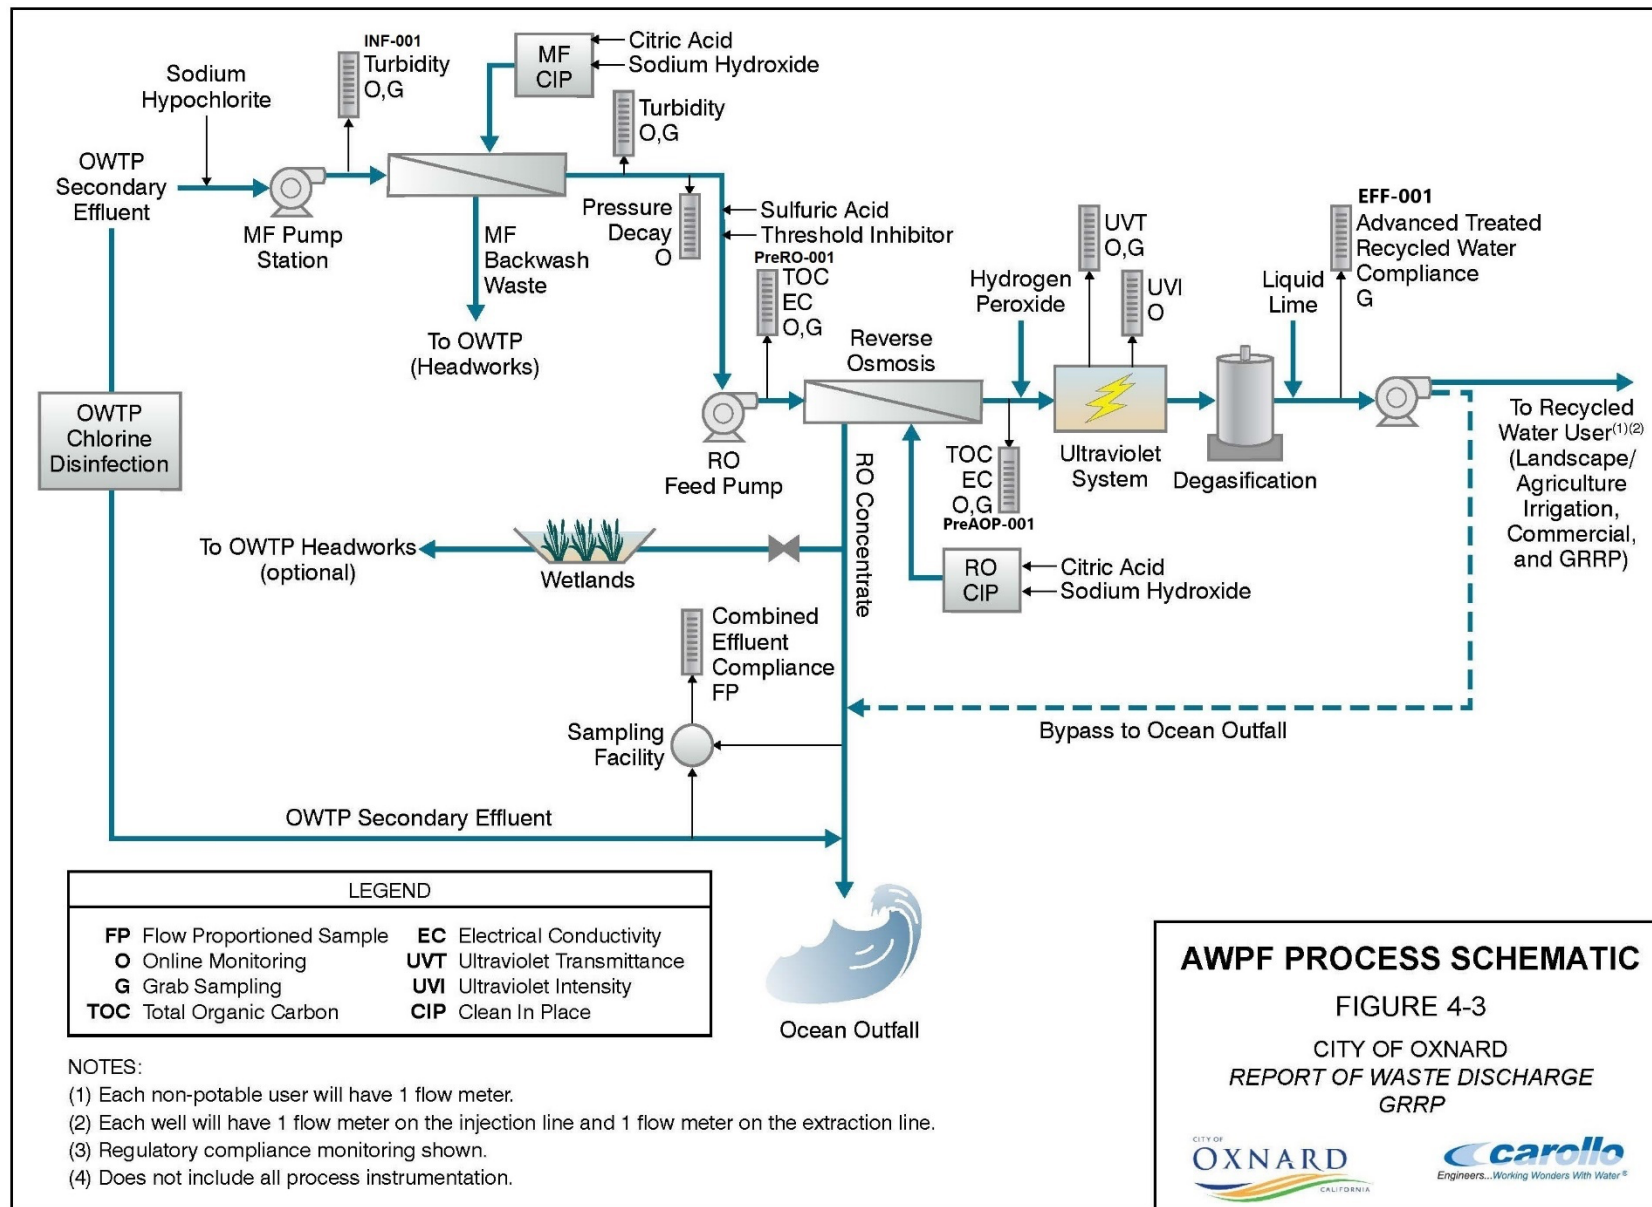 INF-001
Turbidity
O,G
Sodium
Hypochlorite
MF
CIP
Citric Acid
Sodium Hydroxide
Turbidity
O,G
OWTP
Secondary
Effluent
MF Pump
Station
MF
Backwash
Waste
To OWTP
(Headworks)
Pressure
Decay
O
Sulfuric Acid
Threshold Inhibitor
PreRO-001
TOC
EC
O,G
RO
Feed Pump
Reverse
Osmosis
Hydrogen
Peroxide
UVT
O,G
UVI
O
Liquid
Lime
EFF-001
Advanced Treated
Recycled Water
Compliance
G
TOC
EC
O,G
PreAOP-001
Ultraviolet
System
Degasification
To Recycled
Water User(1)(2)
(Landscape/
Agriculture
Irrigation,
Commercial,
and GRRP)
OWTP
Chlorine
Disinfection
RO Concentrate
To OWTP Headworks
(optional)
Wetlands
RO
CIP
Citric Acid
Sodium Hydroxide
Combined
Effluent
Compliance
FP
Sampling
Facility
Bypass to Ocean Outfall
OWTP Secondary Effluent
Ocean Outfall
LEGEND
FP Flow Proportioned Sample EC Electrical Conductivity
O Online Monitoring UVT Ultraviolet Transmittance
G Grab Sampling UVI Ultraviolet Intensity
TOC Total Organic Carbon CIP Clean In Place
NOTES:
(1) Each non-potable user will have 1 flow meter.
(2) Each well will have 1 flow meter on the injection line and 1 flow meter on the extraction line.
(3) Regulatory compliance monitoring shown.
(4) Does not include all process instrumentation.
AWPF PROCESS SCHEMATIC
FIGURE 4-3
CITY OF OXNARD
REPORT OF WASTE DISCHARGE
GRRP
CITY OF
OXNARD
CALIFORNIA
carollo
Engineers...Working Wonders With Water®